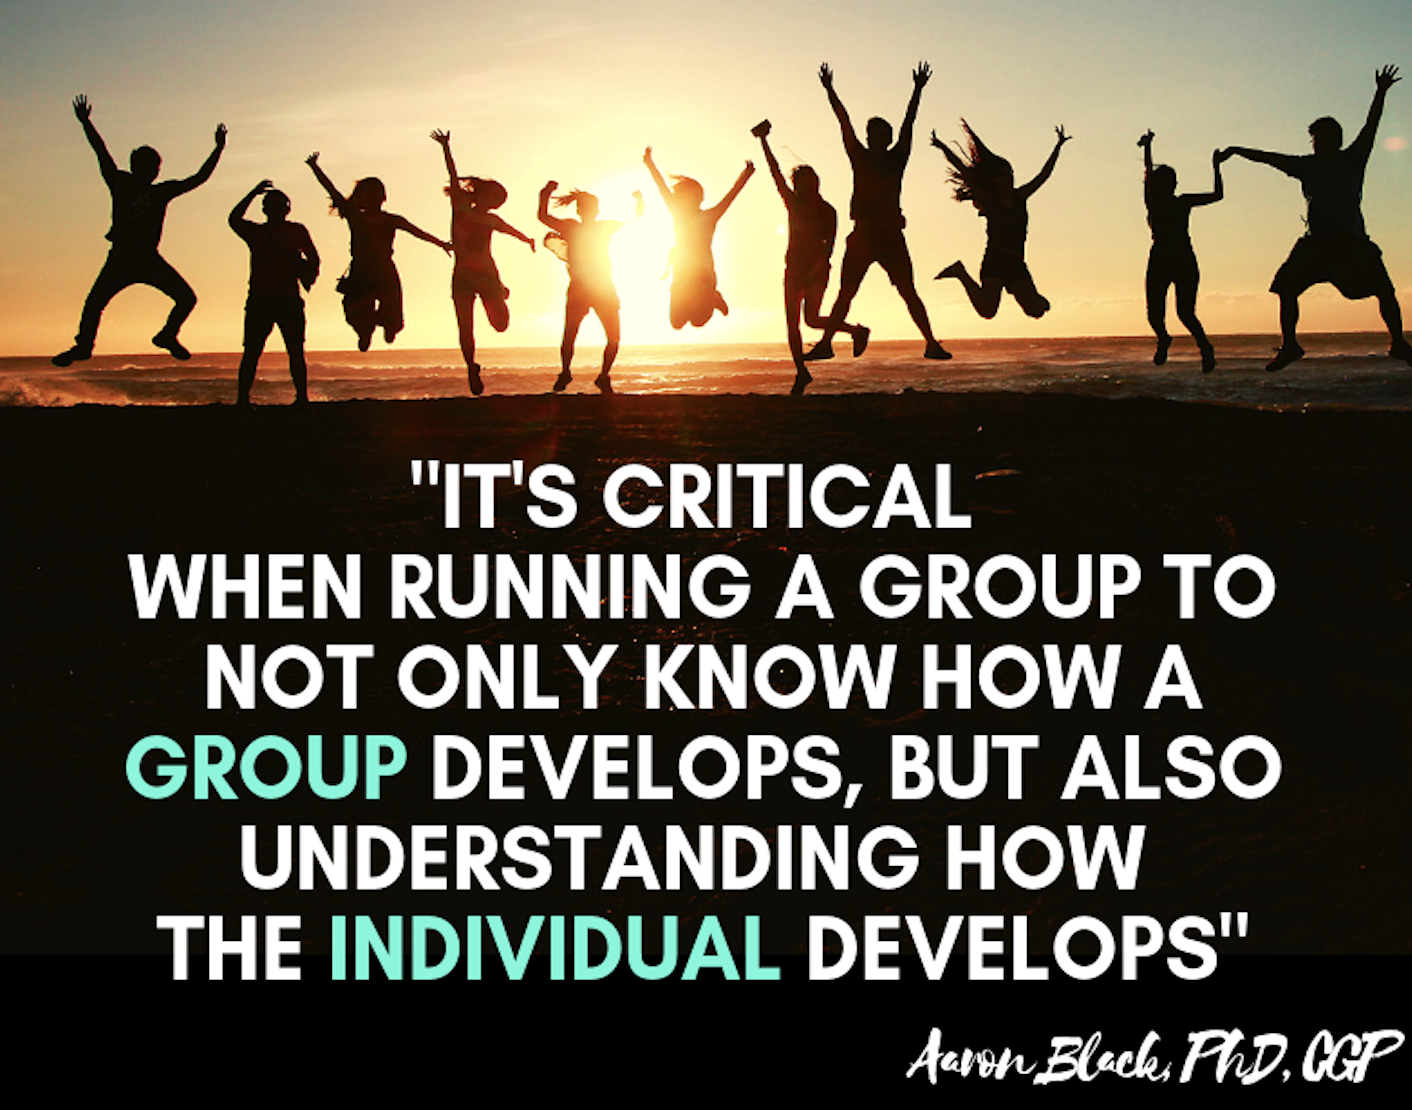 "IT'S CRITICAL
WHEN RUNNING A GROUP TO
NOT ONLY KNOW HOW A
GROUP DEVELOPS, BUT ALSO
UNDERSTANDING HOW
THE INDIVIDUAL DEVELOPS"
Aaron Black, PhD, CGP